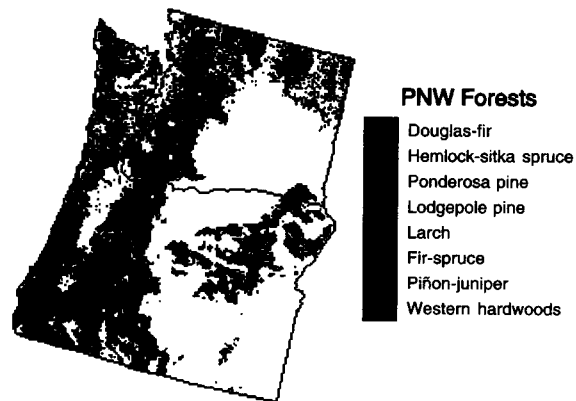 PNW Forests
Douglas-fir
Hemlock-sitka spruce
Ponderosa pine
Lodgepole pine
Larch
Fir-spruce
Piñon-juniper
Western hardwoods